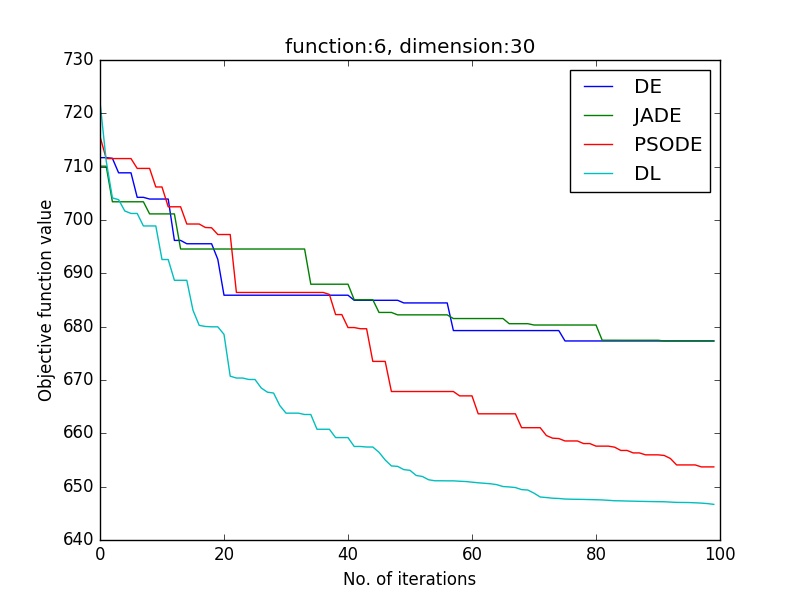 function:6, dimension:30
730
720
710
700
690
680
670
660
650
640
Objective function value
DE
JADE
PSODE
DL
0 20 40 60 80 100
No. of iterations